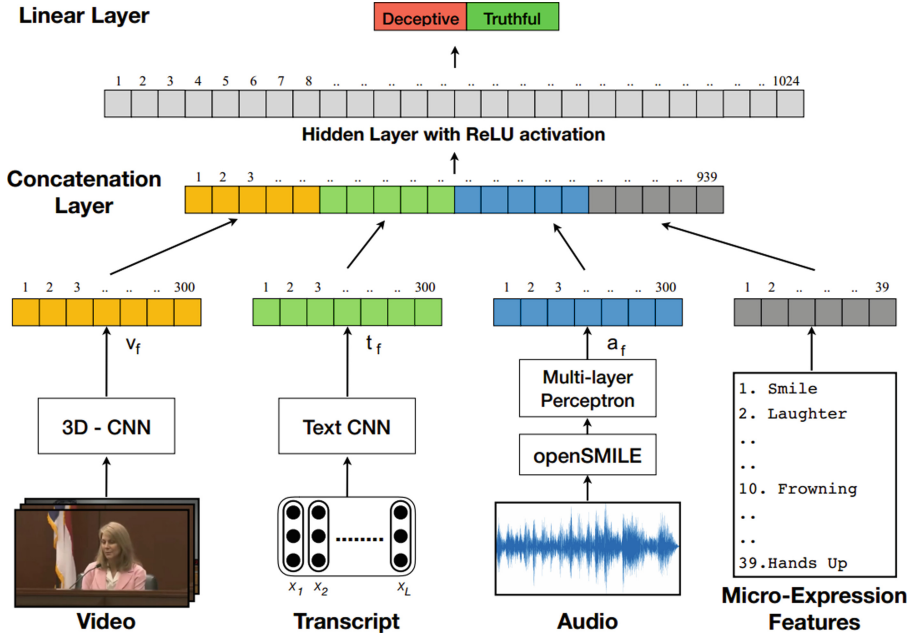 Linear Layer
Deceptive Truthful
1 2 3 4 5 6 7 8 .. .. .. .. .. .. .. .. .. .. .. .. .. .. .. .. 1024
Hidden Layer with ReLU activation
Concatenation
Layer
1 2 3 .. .. .. .. .. .. .. .. .. .. .. .. .. .. .. .. 939
1 2 3 .. .. .. 300
1 2 3 .. .. .. 300
1 2 3 .. .. .. 300
1 2 .. .. .. 39
vf
tf
af
3D - CNN
Text CNN
Multi-layer
Perceptron
openSMILE
1. Smile
2. Laughter
..
..
10. Frowning
..
..
39.Hands Up
x1 x2 ........ xL
Video
Transcript
Audio
Micro-Expression
Features